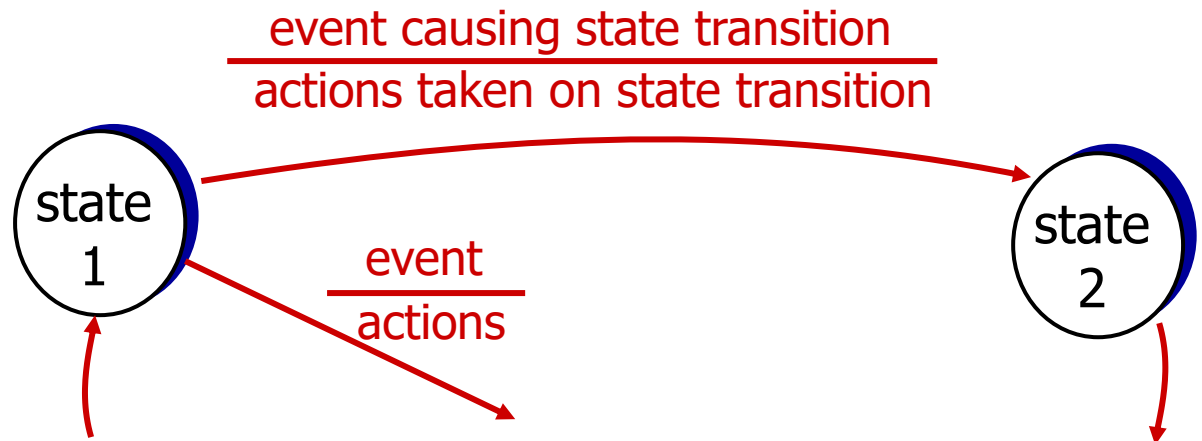 event causing state transition
actions taken on state transition
state
1
event
actions
state
2